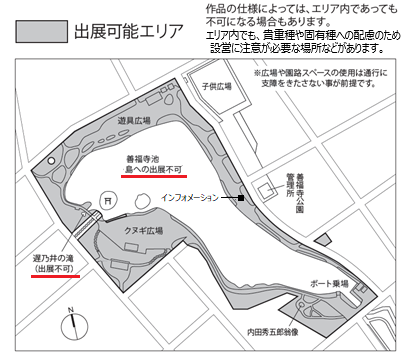 出展可能エリア
作品の仕様によっては、エリア内であっても
不可になる場合もあります。
エリア内でも、貴重種や固有種への配慮のため
設営に注意が必要な場所などがあります。
※広場や園路スペースの使用は通行に
支障をきたさない事が前提です。
子供広場
遊具広場
善福寺池
島への出展不可
善福寺公園
管理所
インフォメーション
クヌギ広場
遅乃井の滝
（出展不可）
ボート乗場
内田秀五郎翁像
N